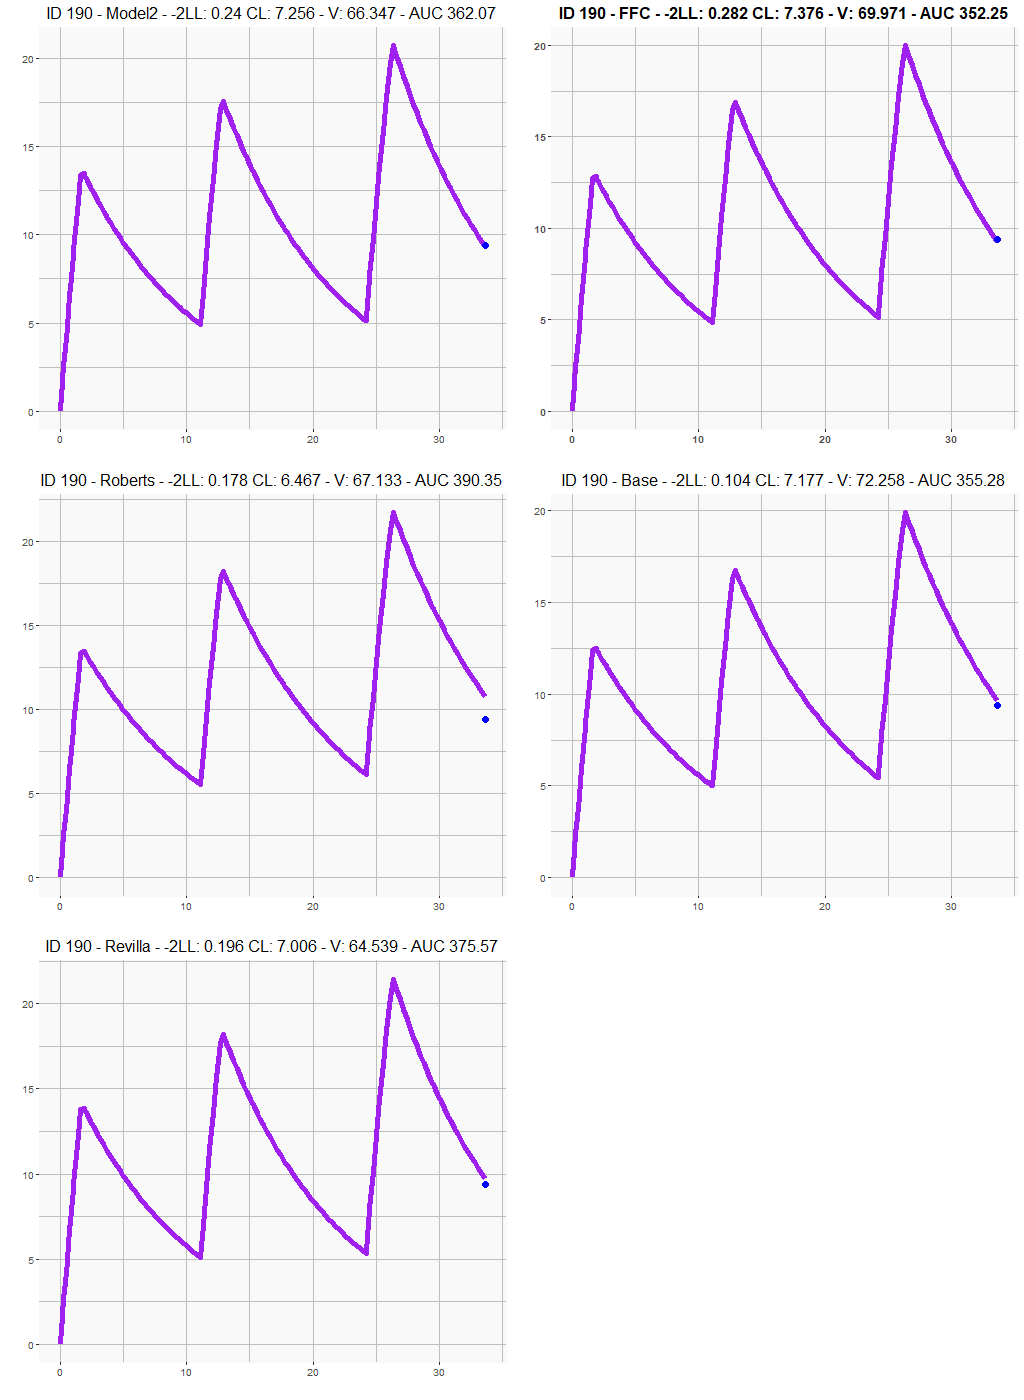 ID 190 - Model2 - -2LL: 0.24 CL: 7.256 - V: 66.347 - AUC 362.07
20
15
10
5
0
0 10 20 30
ID 190 - FFC - -2LL: 0.282 CL: 7.376 - V: 69.971 - AUC 352.25
20
15
10
5
0
0 10 20 30
ID 190 - Roberts - -2LL: 0.178 CL: 6.467 - V: 67.133 - AUC 390.35
20
15
10
5
0
0 10 20 30
ID 190 - Base - -2LL: 0.104 CL: 7.177 - V: 72.258 - AUC 355.28
20
15
10
5
0
0 10 20 30
ID 190 - Revilla - -2LL: 0.196 CL: 7.006 - V: 64.539 - AUC 375.57
20
15
10
5
0
0 10 20 30